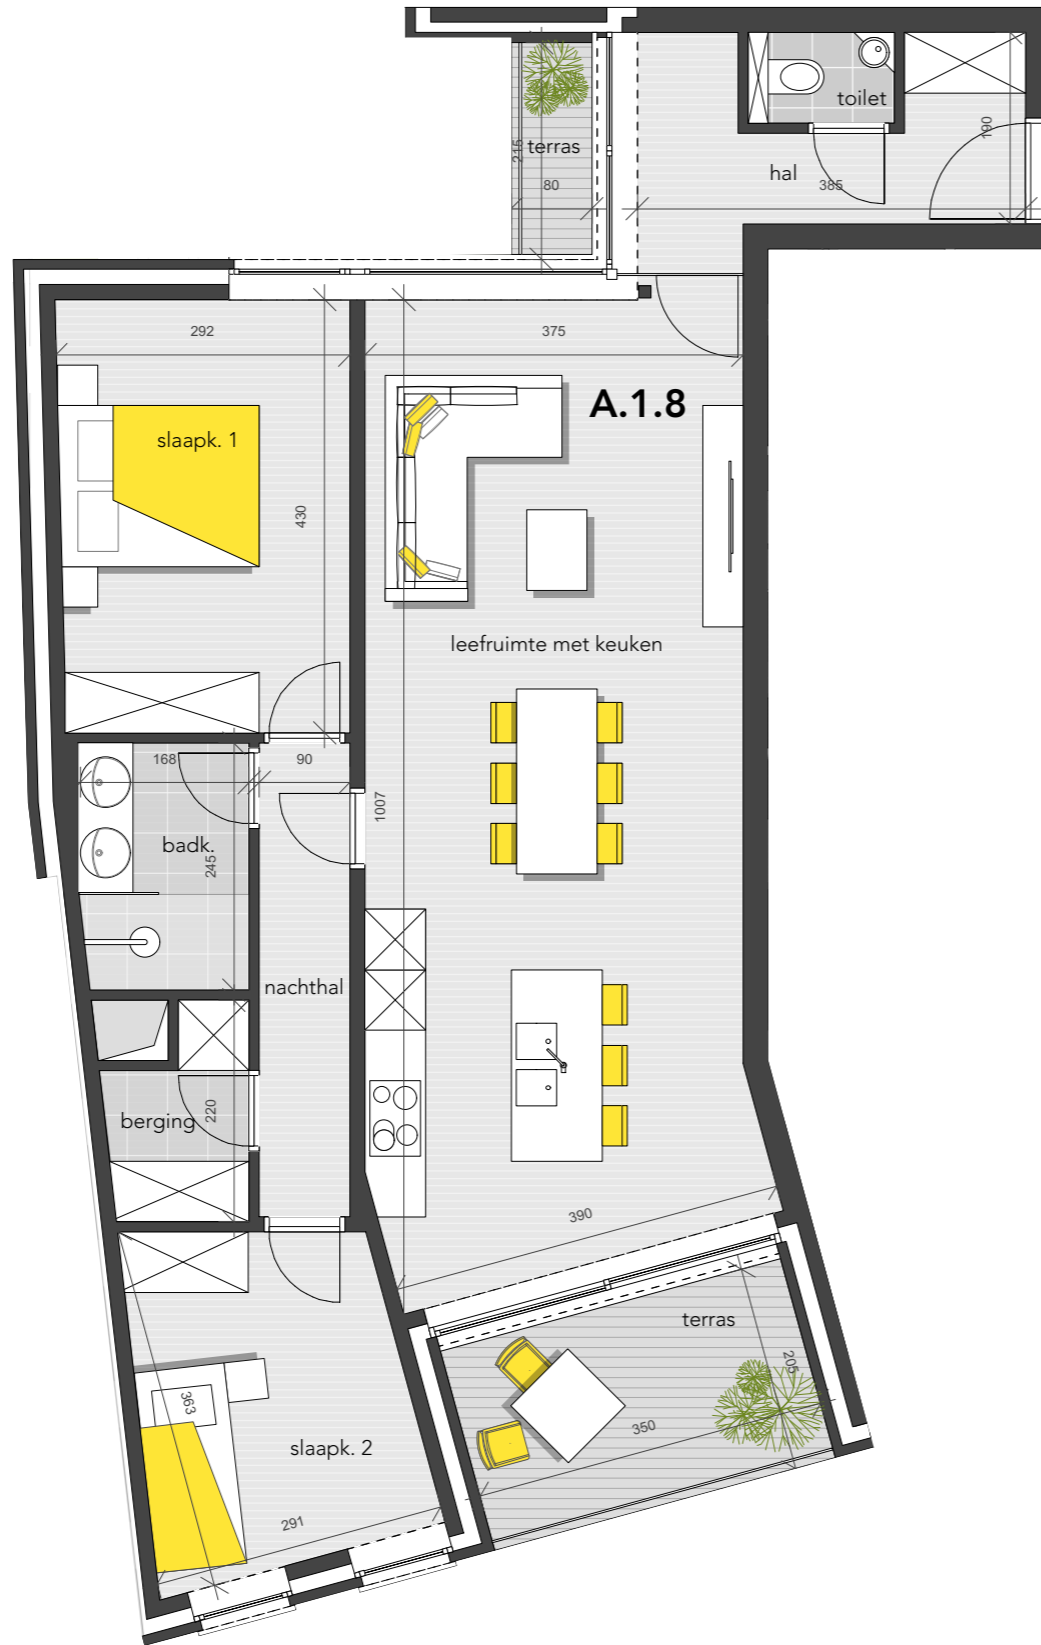 toilet
terras
215
80
hal
385
190
292
375
A.1.8
slaapk. 1
430
leefruimte met keuken
168
90
1007
badk.
245
nachthal
berging
220
390
terras
205
363
350
slaapk. 2
291